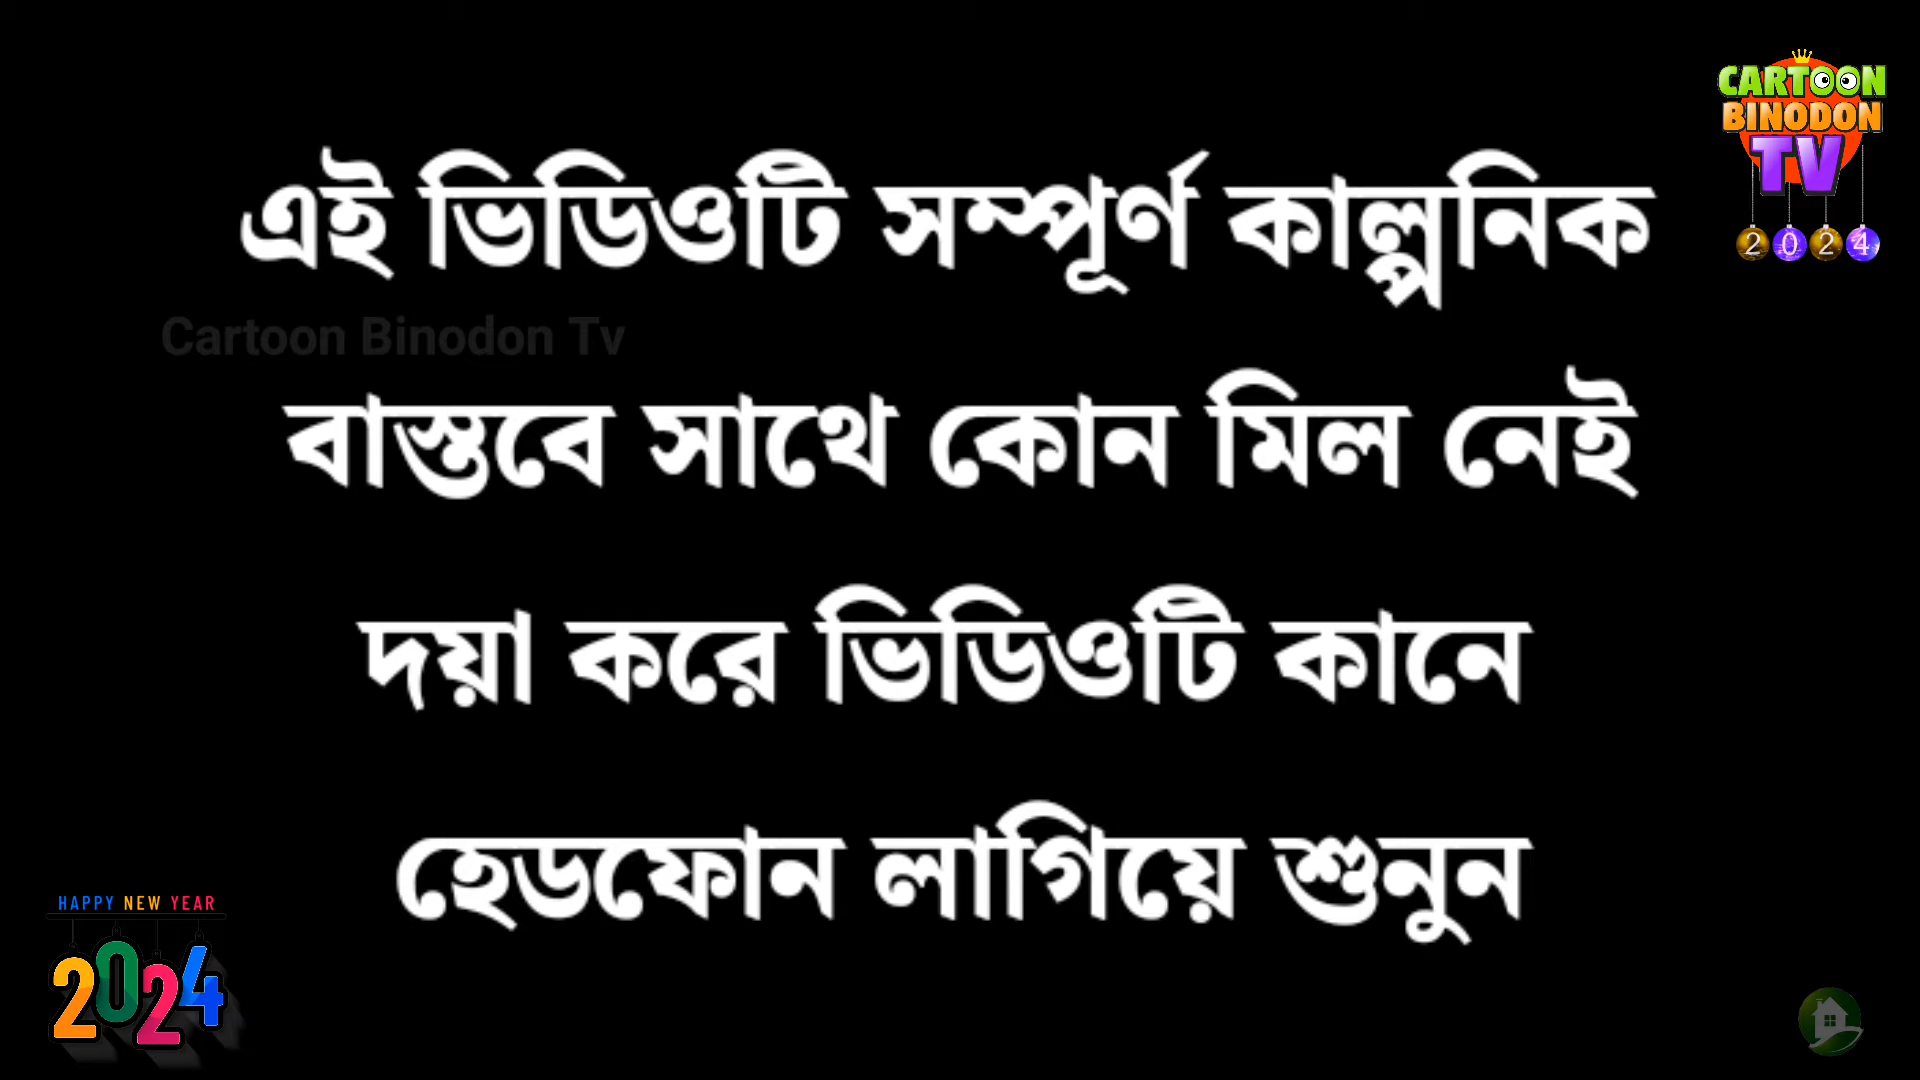 এই ভিডিওটি সম্পূর্ণ কাল্পনিক
বাস্তবে সাথে কোন মিল নেই
দয়া করে ভিডিওটি কানে
হেডফোন লাগিয়ে শুনুন
Cartoon Binodon Tv
CARTOON
BINODON
TV
2024
HAPPY NEW YEAR
2024